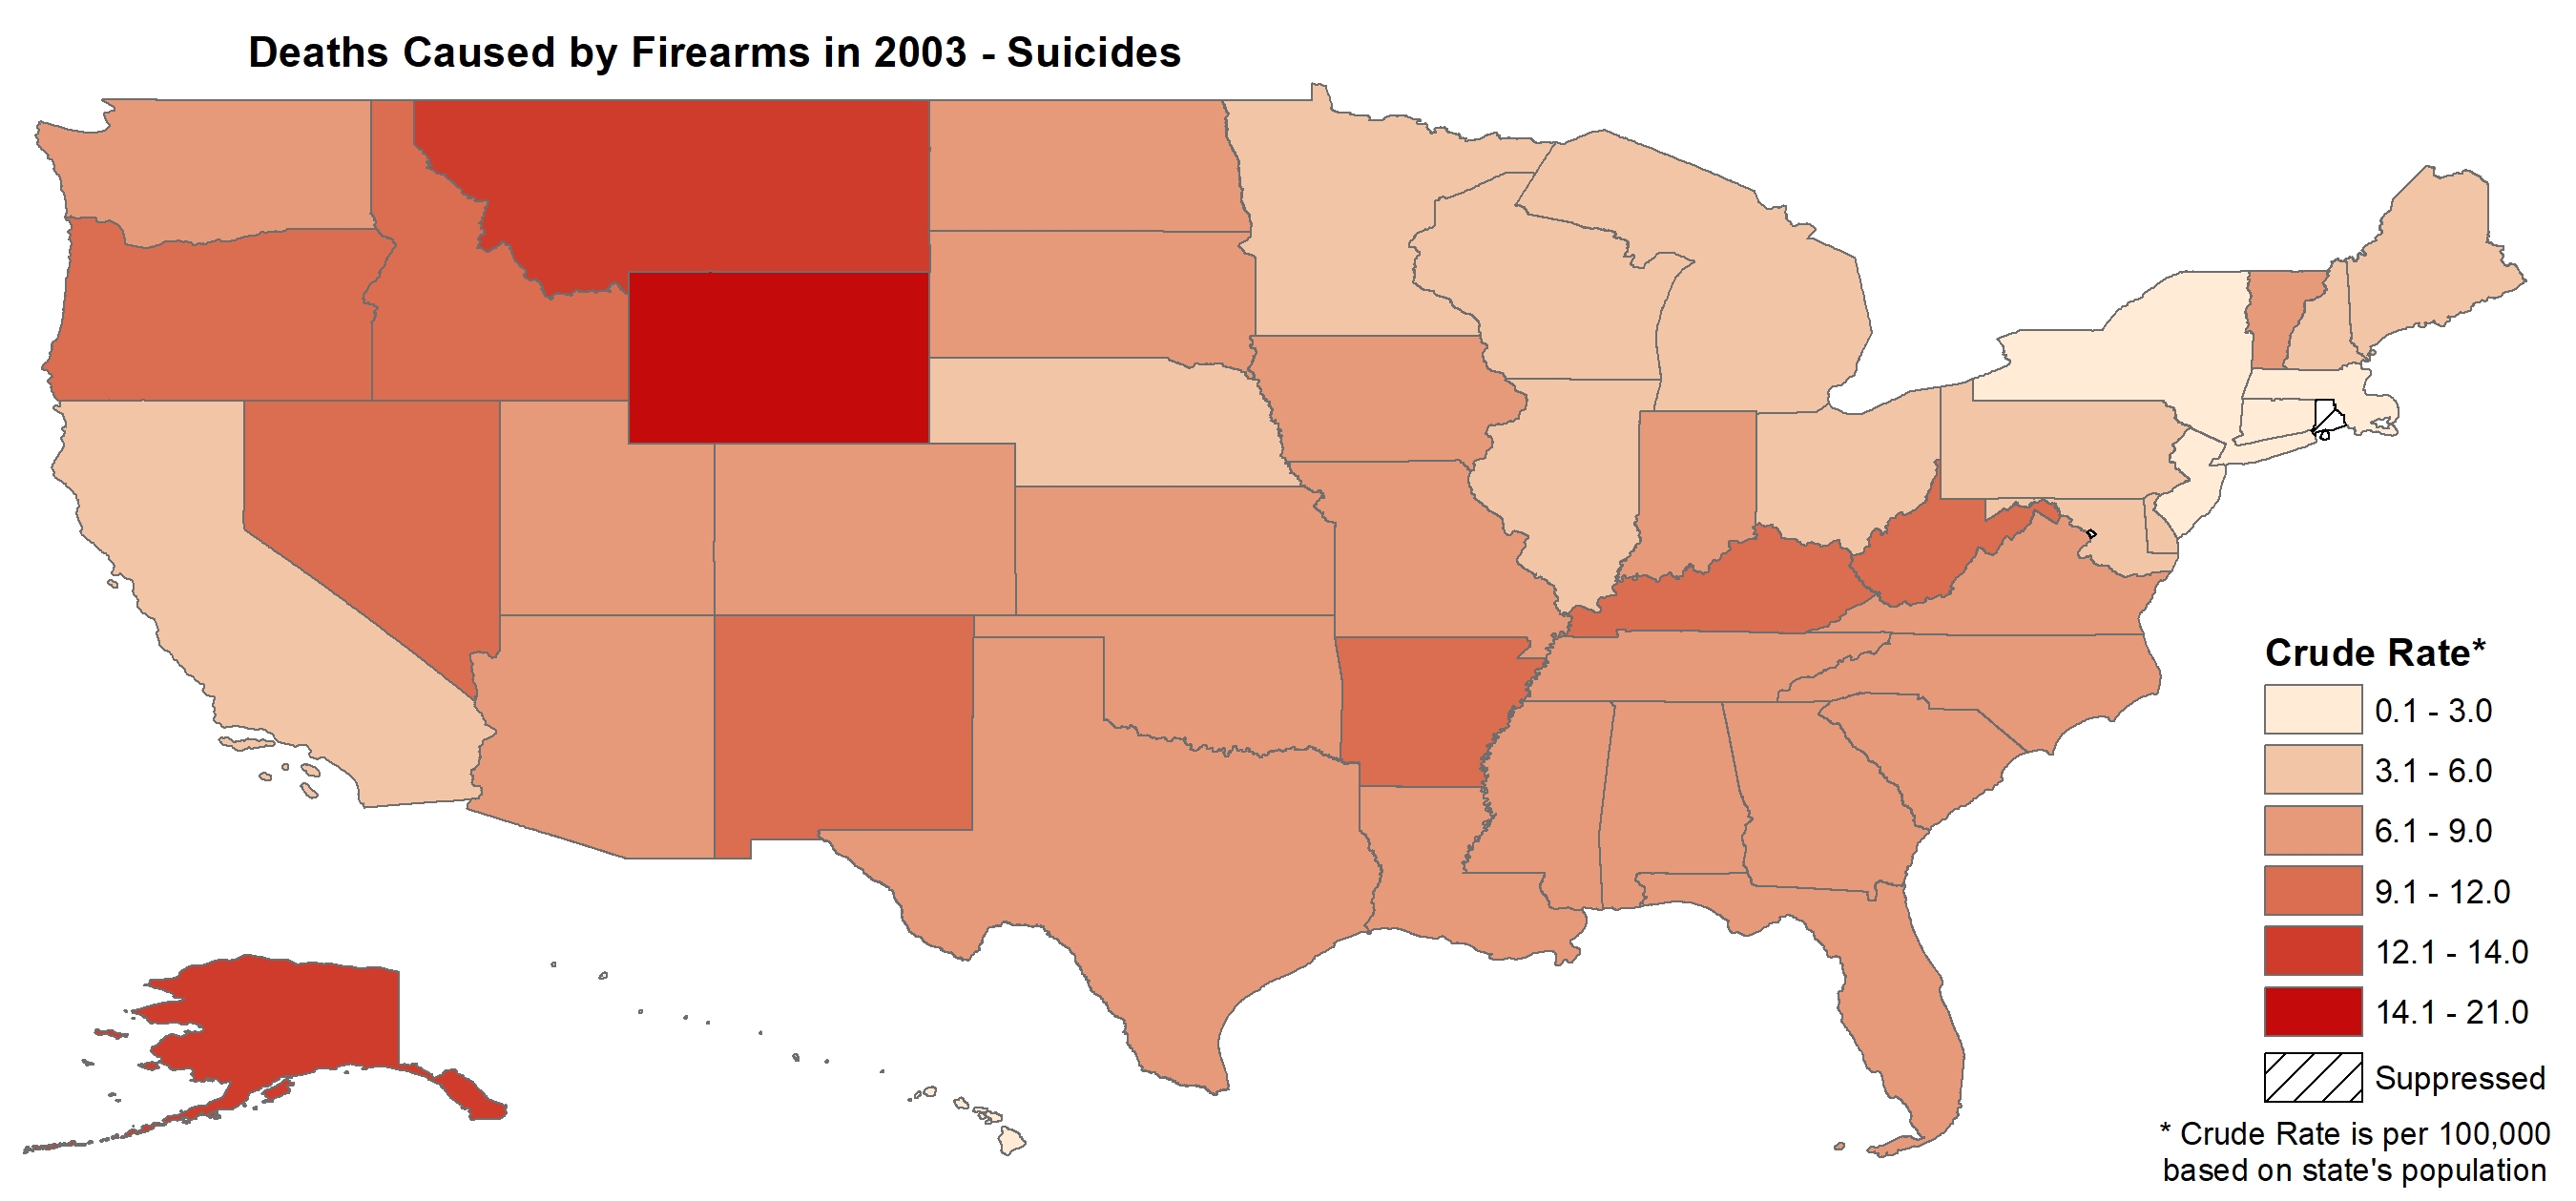 Deaths Caused by Firearms in 2003 - Suicides
Crude Rate*
0.1 - 3.0
3.1 - 6.0
6.1 - 9.0
9.1 - 12.0
12.1 - 14.0
14.1 - 21.0
Suppressed
* Crude Rate is per 100,000
based on state's population